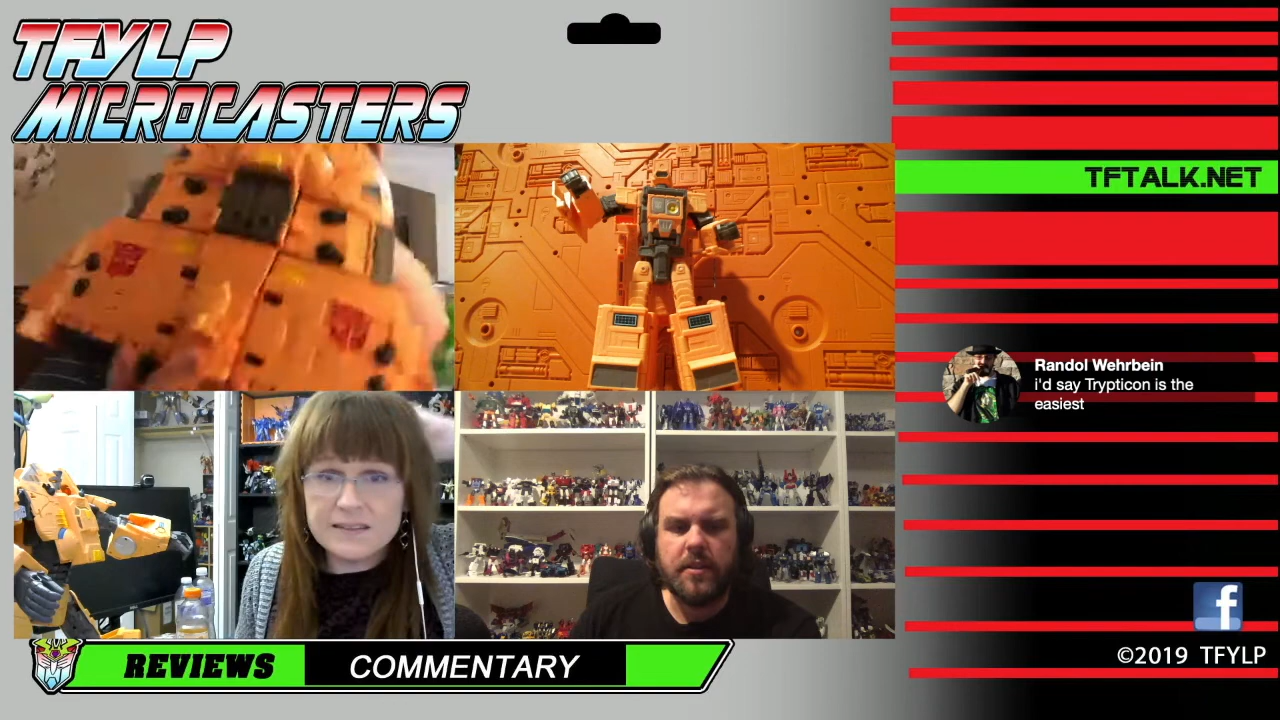 TFYLP
MICROCASTERS
TFTALK.NET
Randol Wehrbein
i'd say Trypticon is the
easiest
f
©2019 TFYLP
REVIEWS COMMENTARY